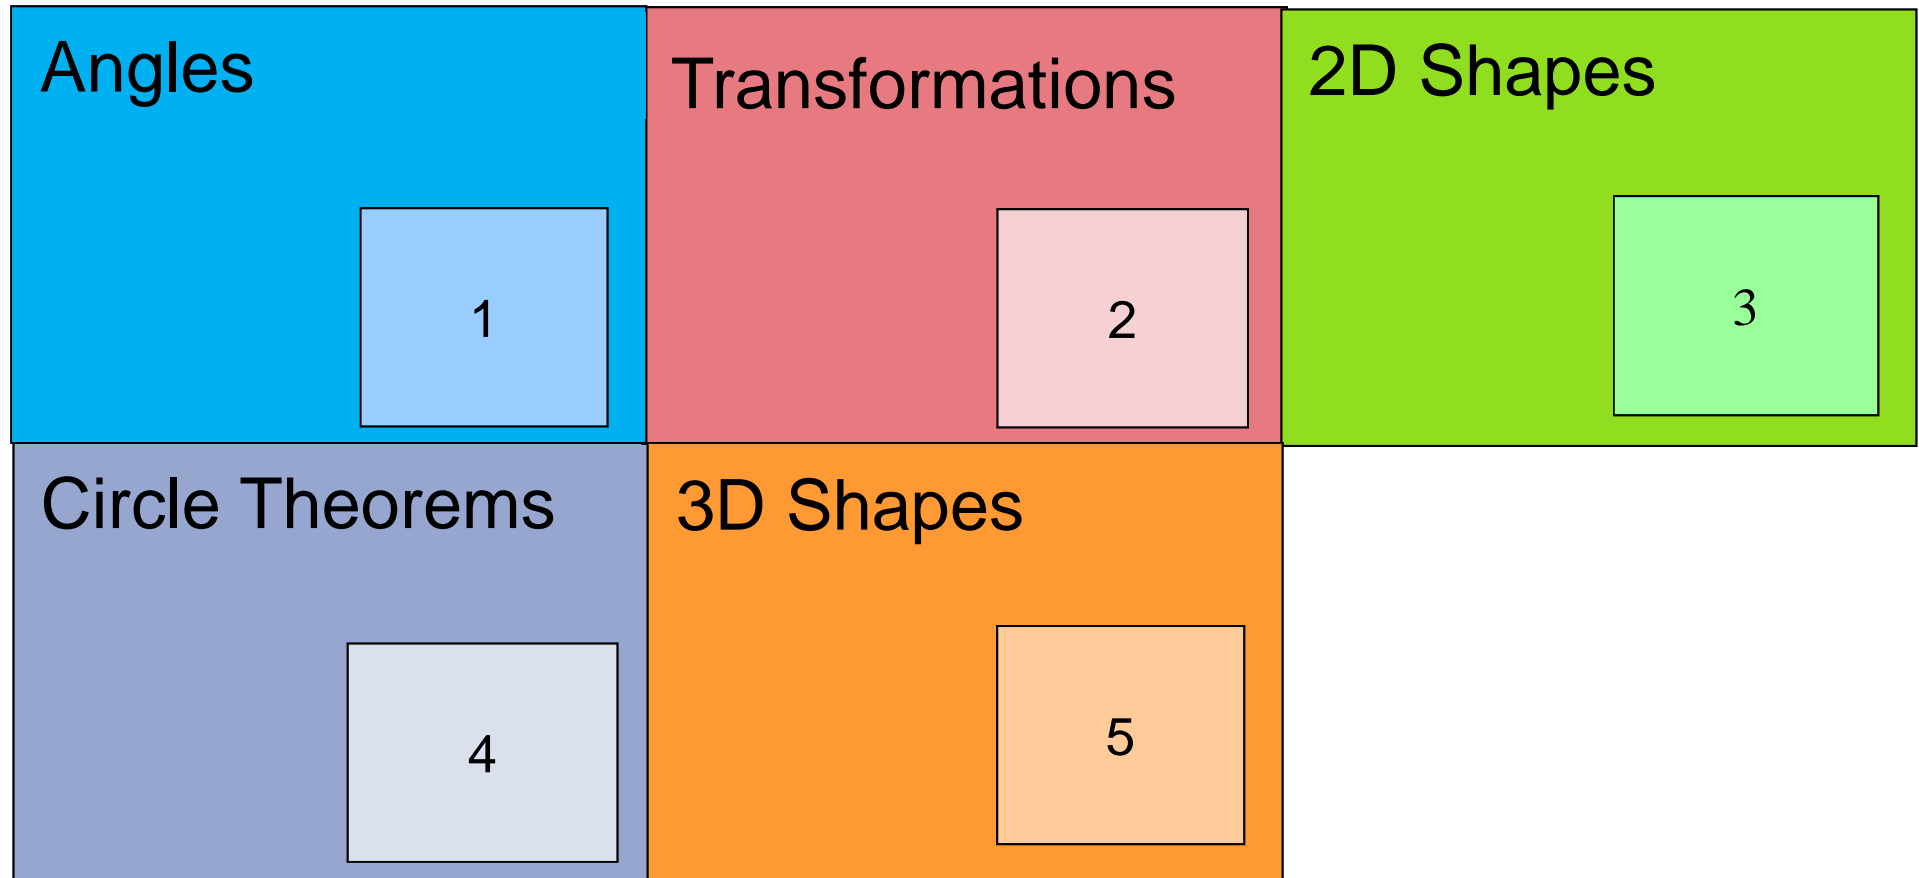 Angles
1
Transformations
2
2D Shapes
3
Circle Theorems
4
3D Shapes
5